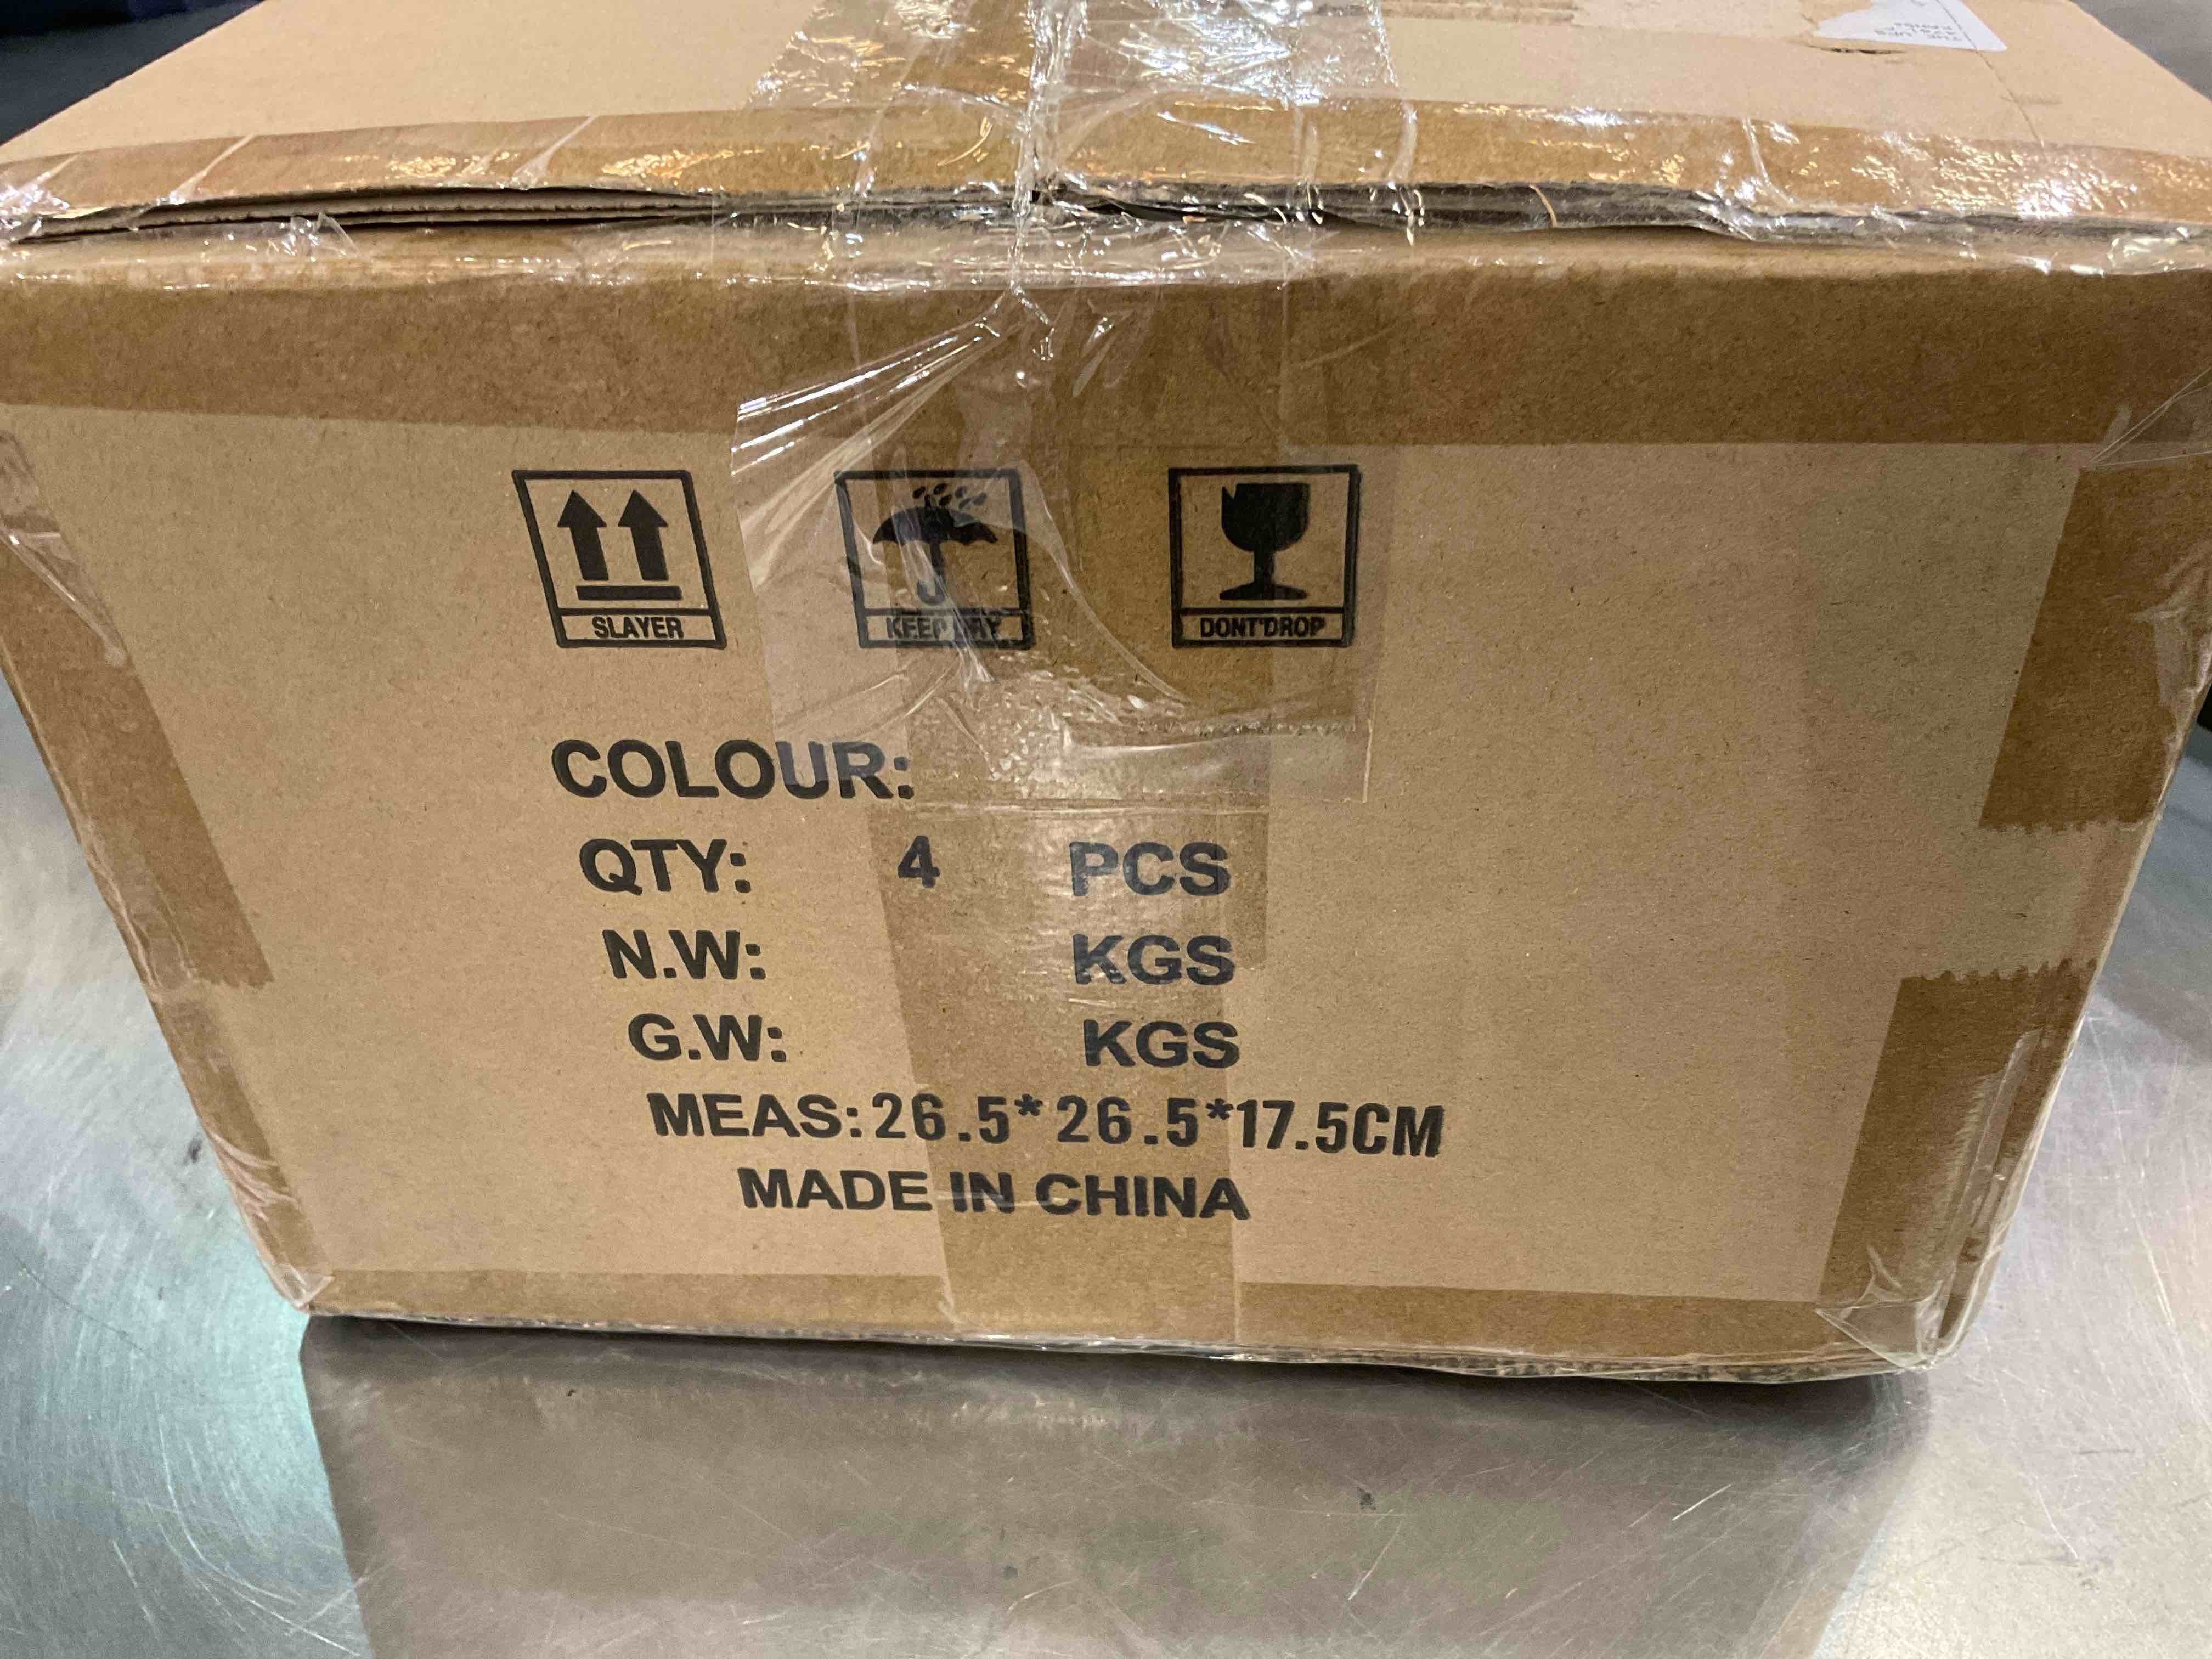 SLAYER KEEP DRY DONT'DROP
COLOUR:
QTY: 4 PCS
N.W: KGS
G.W: KGS
MEAS:26.5*26.5*17.5CM
MADE IN CHINA